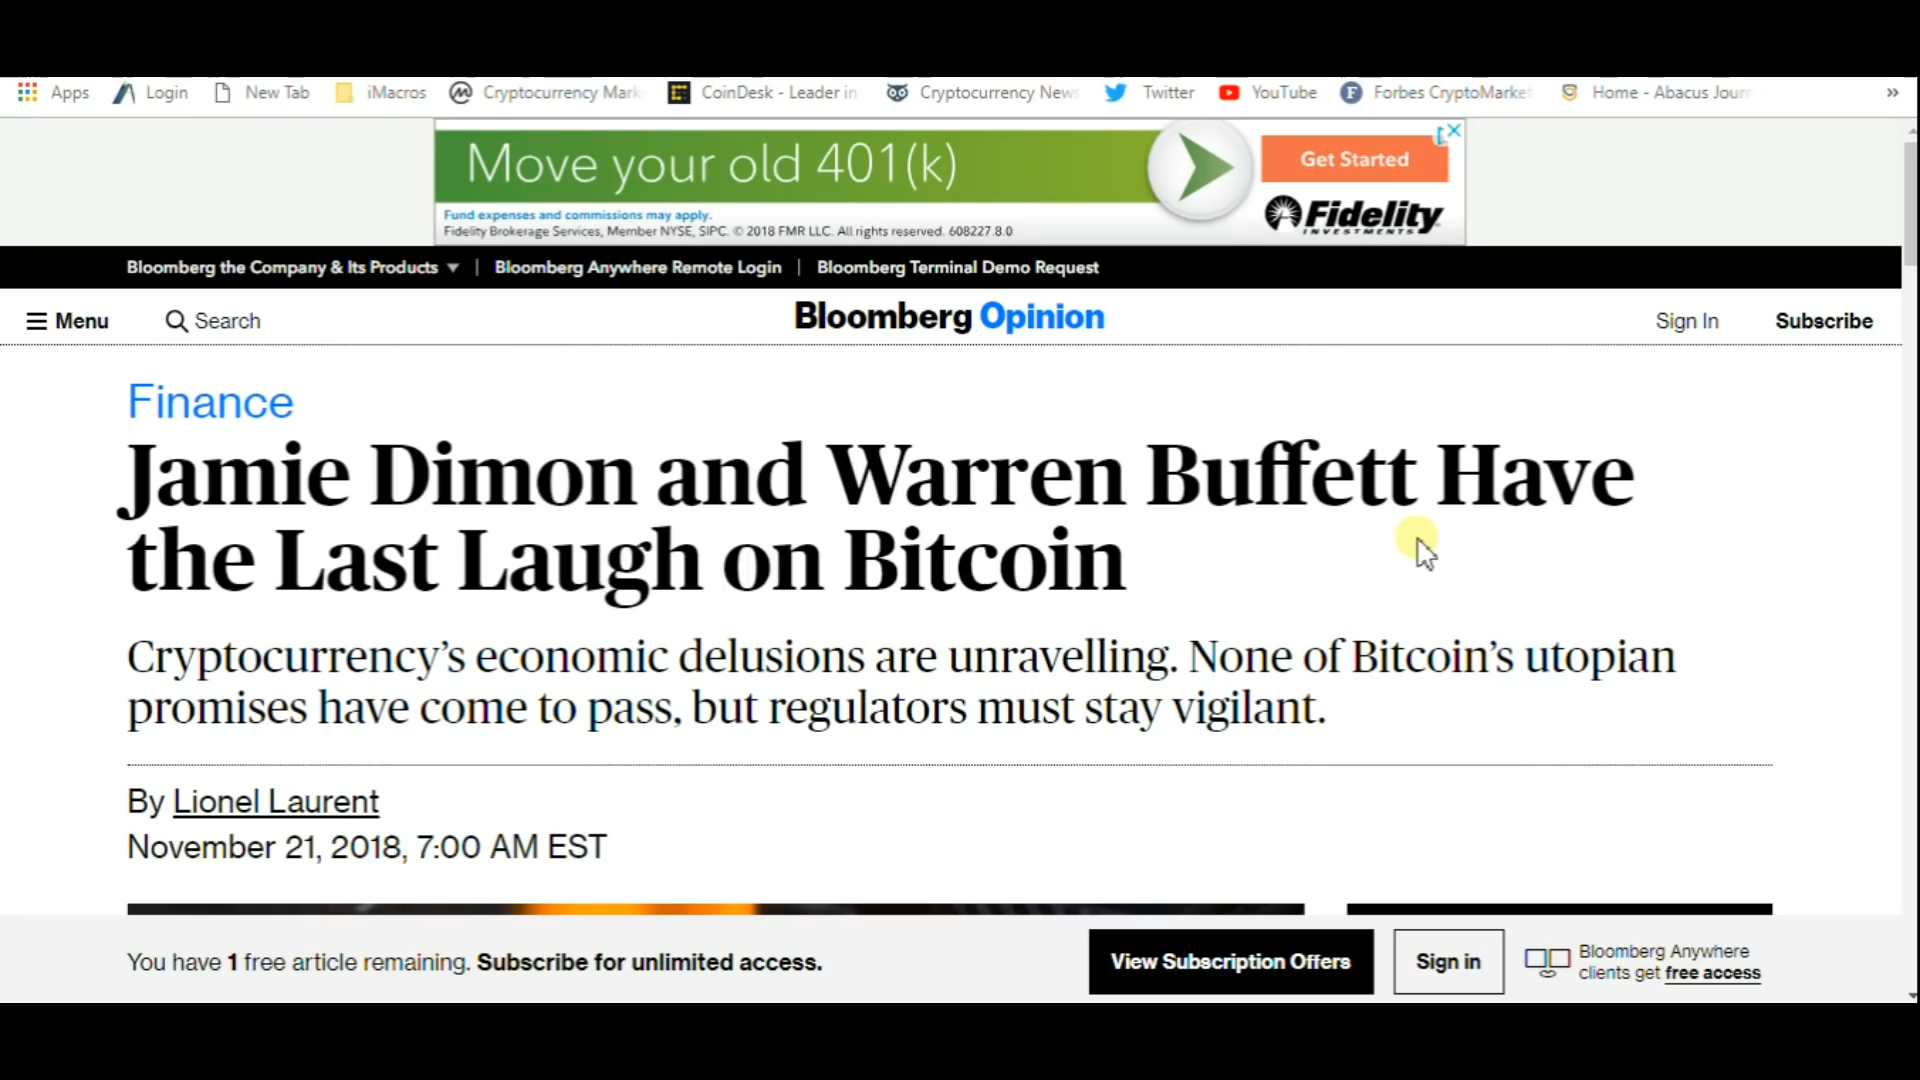 Apps Login New Tab iMacros Cryptocurrency Mark CoinDesk - Leader in Cryptocurrency News Twitter YouTube Forbes CryptoMarket Home - Abacus Jour »
Move your old 401(k)
Get Started
Fund expenses and commissions may apply.
Fidelity Brokerage Services, Member NYSE, SIPC. © 2018 FMR LLC. All rights reserved. 608227.8.0
Fidelity
INVESTMENTS
Bloomberg the Company & Its Products ▼ | Bloomberg Anywhere Remote Login | Bloomberg Terminal Demo Request
Menu Search Bloomberg Opinion Sign In Subscribe
Finance
Jamie Dimon and Warren Buffett Have
the Last Laugh on Bitcoin
Cryptocurrency’s economic delusions are unravelling. None of Bitcoin’s utopian
promises have come to pass, but regulators must stay vigilant.
By Lionel Laurent
November 21, 2018, 7:00 AM EST
You have 1 free article remaining. Subscribe for unlimited access.
View Subscription Offers
Sign in
Bloomberg Anywhere
clients get free access